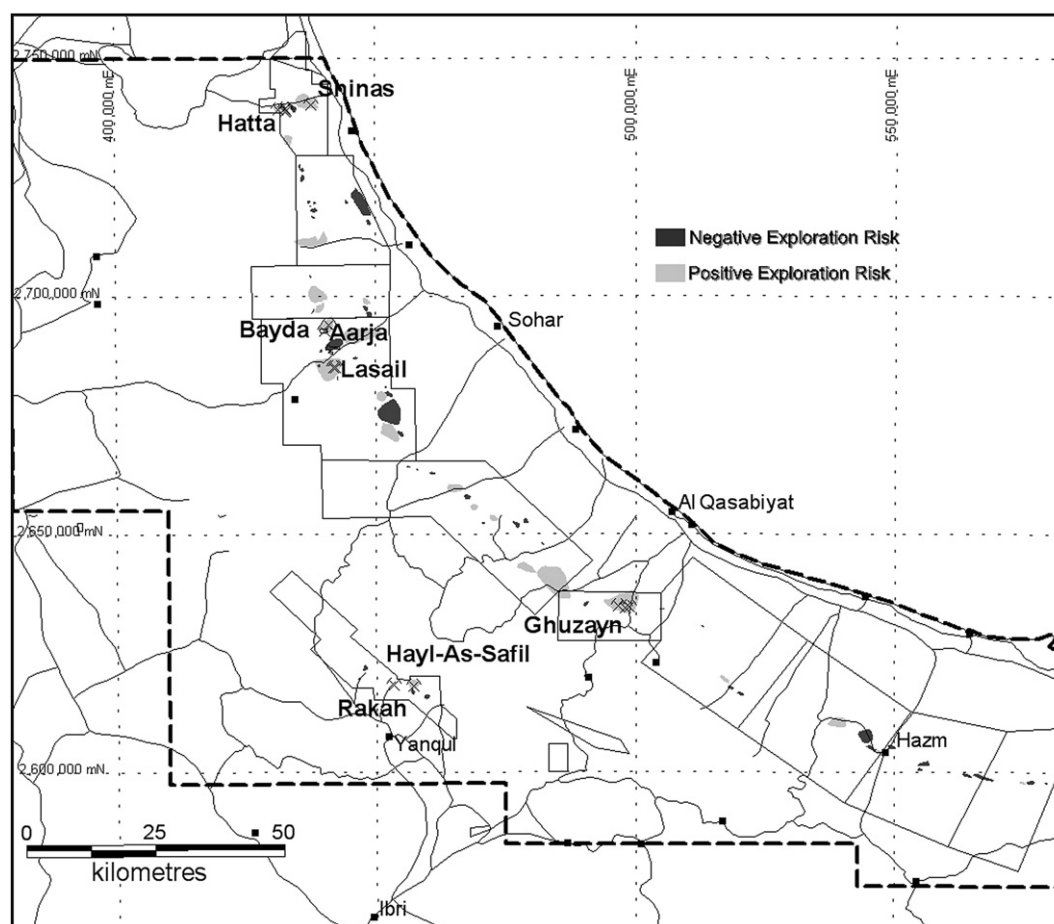 2,750,000 mN
400,000 mE
500,000 mE
550,000 mE
Shinas
Hatta
Negative Exploration Risk
Positive Exploration Risk
2,700,000 mN
Sohar
Bayda
Aarja
Lasail
Al Qasabiyat
2,650,000 mN
Ghuzayn
Hayl-As-Safil
Rakah
Yanqul
Hazm
2,600,000 mN
0 25 50
kilometres
Ibri